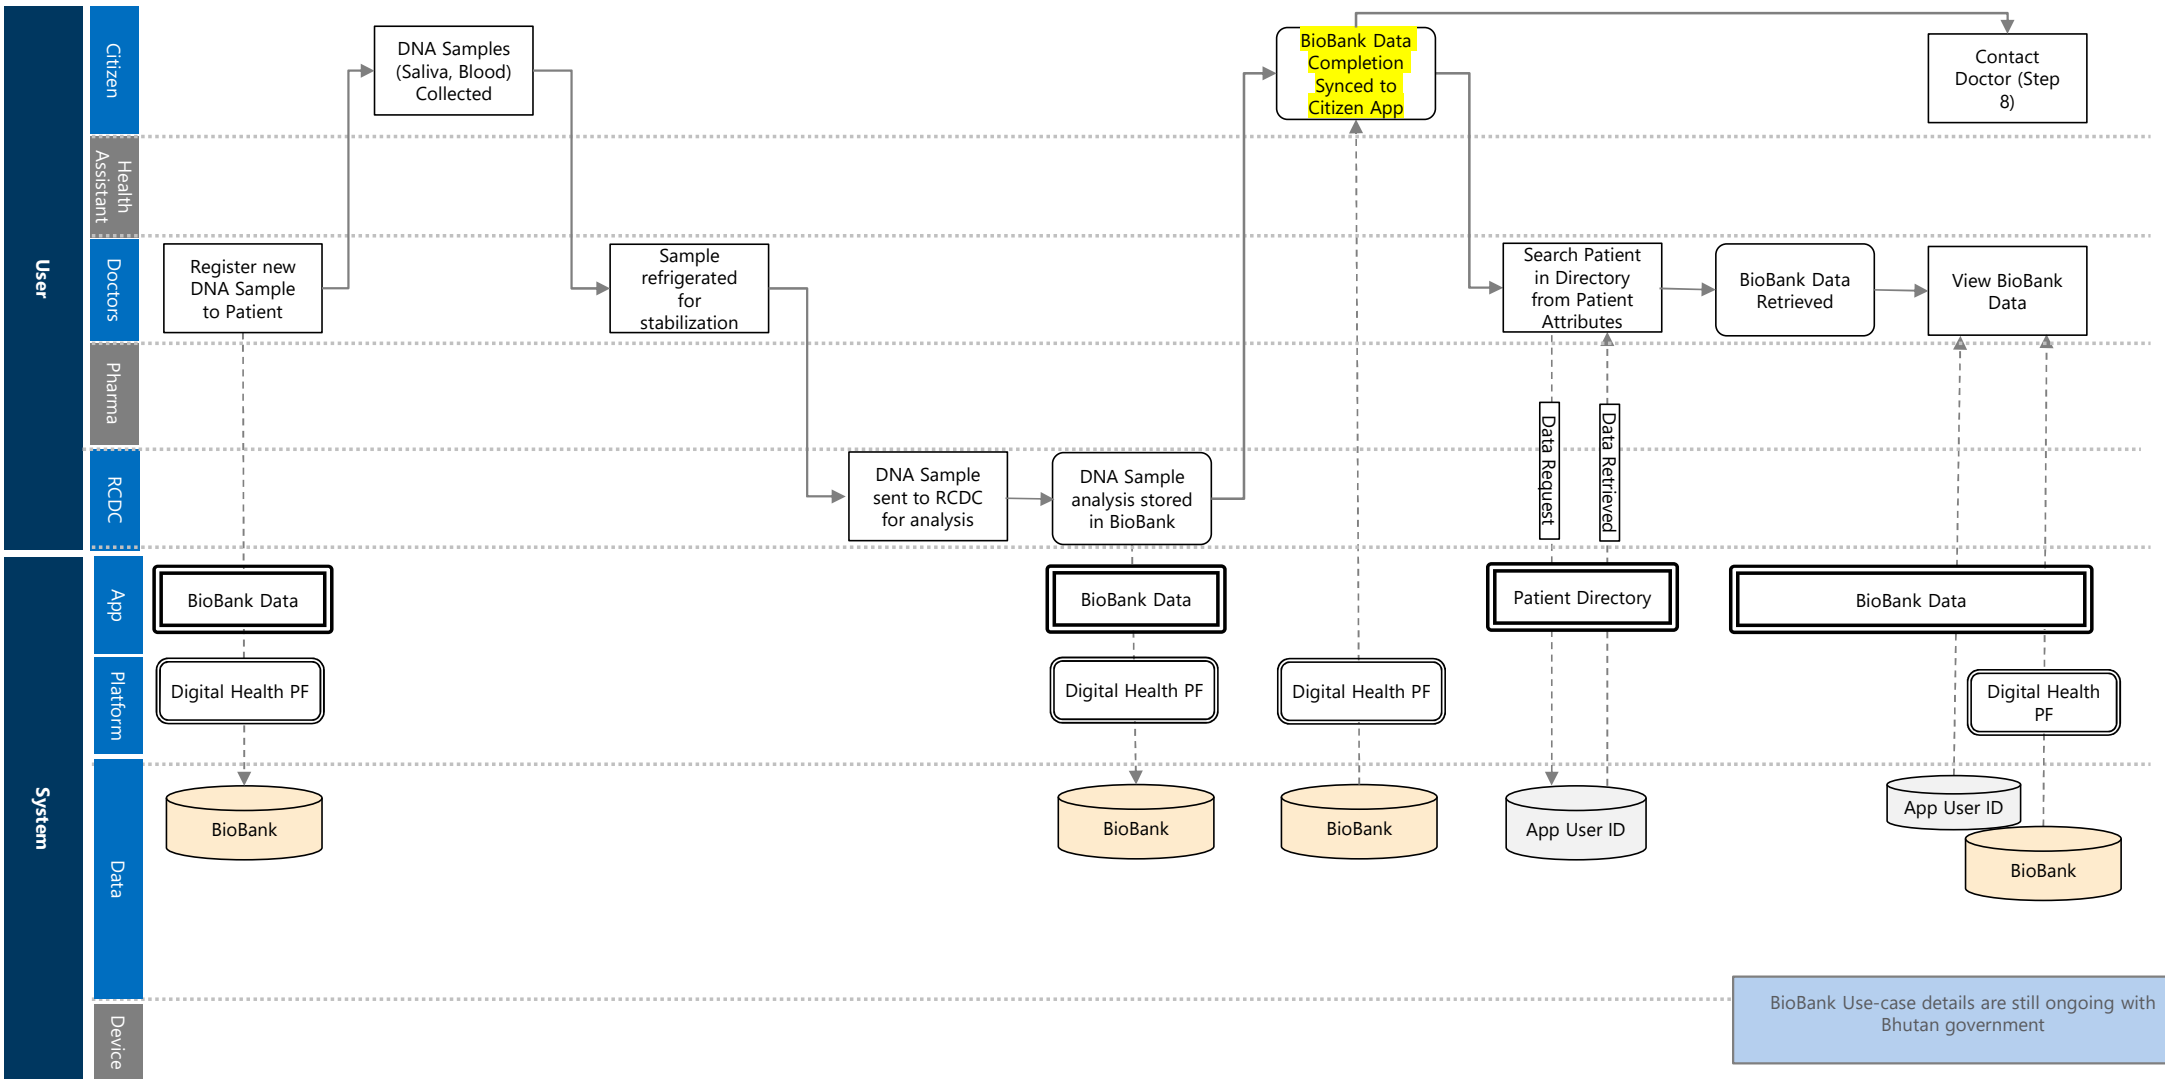 User
Citizen
DNA Samples
(Saliva, Blood)
Collected
BioBank Data
Completion
Synced to
Citizen App
Contact
Doctor (Step
8)
Health
Assistant
Doctors
Register new
DNA Sample
to Patient
Sample
refrigerated
for
stabilization
Search Patient
in Directory
from Patient
Attributes
BioBank Data
Retrieved
View BioBank
Data
Pharma
Data Request
Data Retrieved
RCDC
DNA Sample
sent to RCDC
for analysis
DNA Sample
analysis stored
in BioBank
System
App
BioBank Data
BioBank Data
Patient Directory
BioBank Data
Platform
Digital Health PF
Digital Health PF
Digital Health PF
Digital Health
PF
Data
BioBank
BioBank
BioBank
App User ID
App User ID
BioBank
Device
BioBank Use-case details are still ongoing with
Bhutan government